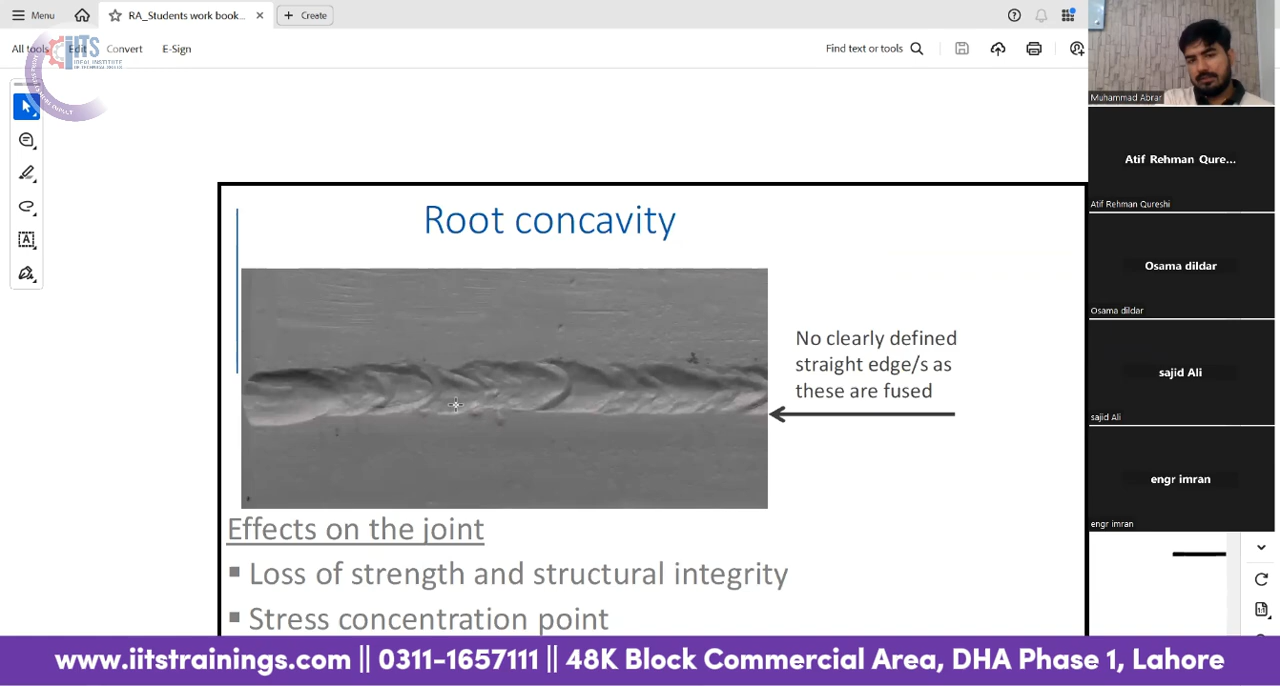 Menu
RA_Students work book...
Create
All tools
Edit
Convert
E-Sign
Find text or tools
IITS
IDEAL INSTITUTE
Muhammad Abrar
Atif Rehman Qure...
Atif Rehman Qureshi
Osama dildar
Osama dildar
sajid Ali
sajid Ali
engr imran
engr imran
Root concavity
No clearly defined
straight edge/s as
these are fused
Effects on the joint
▪ Loss of strength and structural integrity
▪ Stress concentration point
www.iitstrainings.com || 0311-1657111 || 48K Block Commercial Area, DHA Phase 1, Lahore